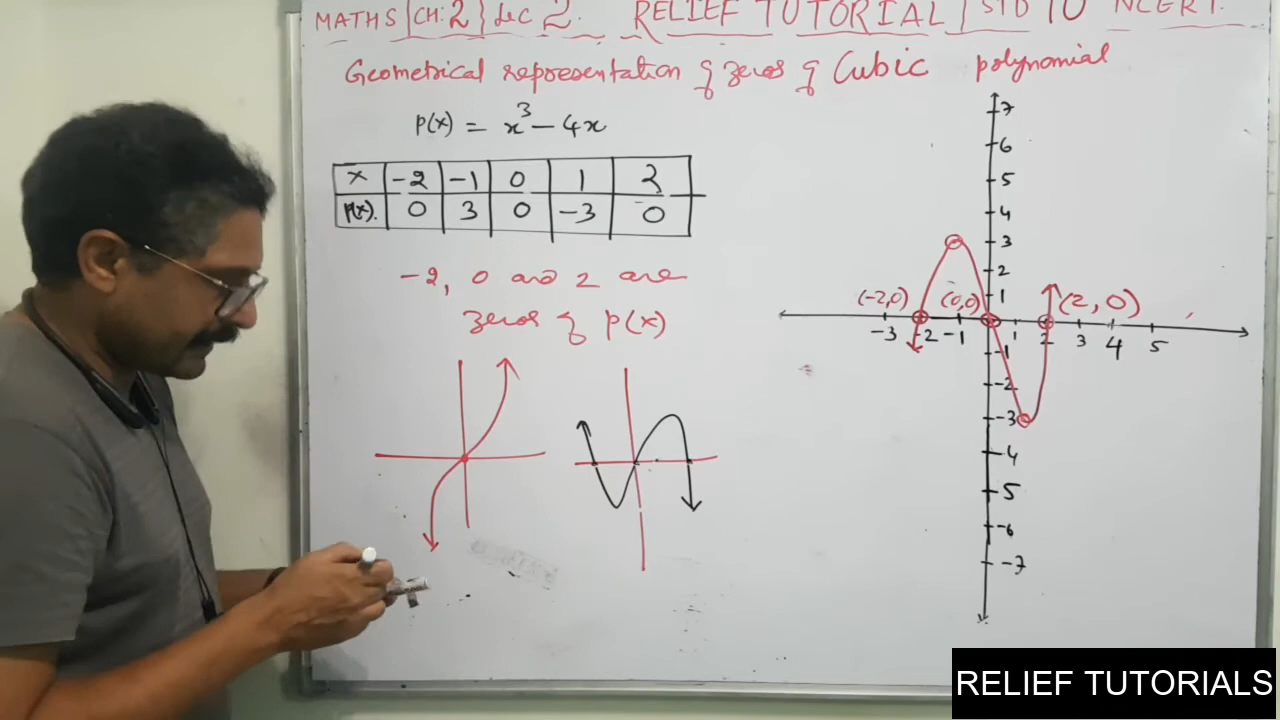 MATHS | CH: 2 | LEC 2. RELIEF TUTORIAL | STD 10 NCERT.
Geometrical representation of zeros of Cubic polynomial
P(x) = x³ - 4x
x -2 -1 0 1 2
P(x). 0 3 0 -3 0
-2, 0 and 2 are
zeros of P(x)
7
6
5
4
3
2
1
(-2,0) (0,0) (2,0)
-3 -2 -1 1 2 3 4 5
-1
-2
-3
-4
-5
-6
-7
RELIEF TUTORIALS